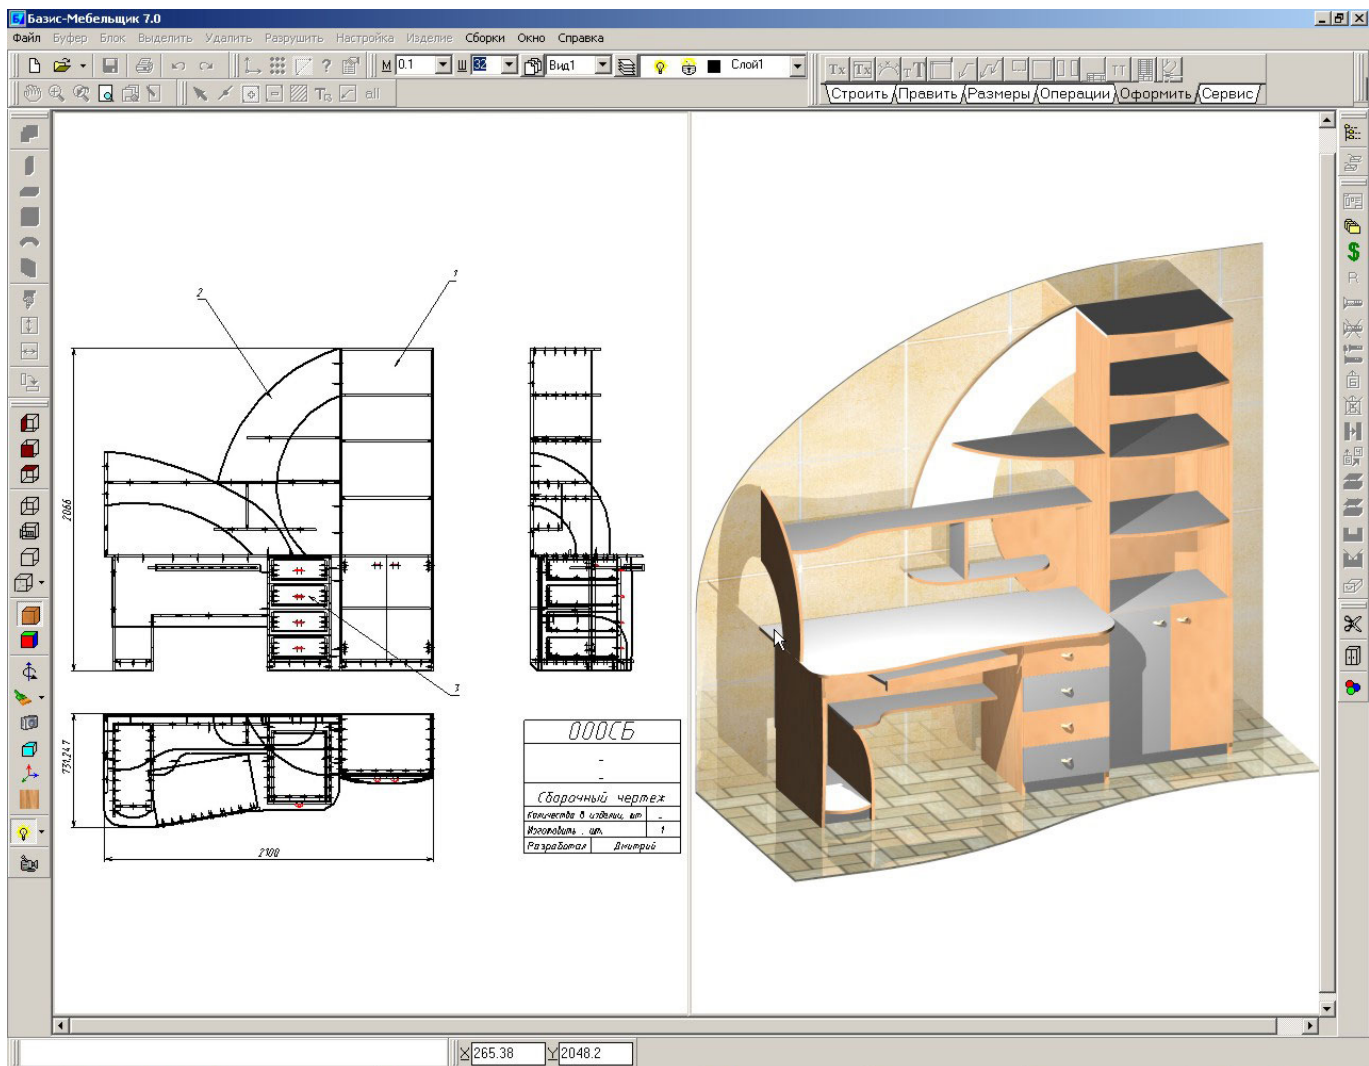 Базис-Мебельщик 7.0
Файл Буфер Блок Выделить Удалить Разрушить Настройка Изделие Сборки Окно Справка
М 0.1 Ш 32 Вид1 Слой1
all
Строить Править Размеры Операции Оформить Сервис
1
2
2066
3
731.247
2100
000СБ
-
-
Сборочный чертеж
Количество в изделии, шт -
Изготовить , шт. 1
Разработал Дмитрий
X 265.38 Y 2048.2